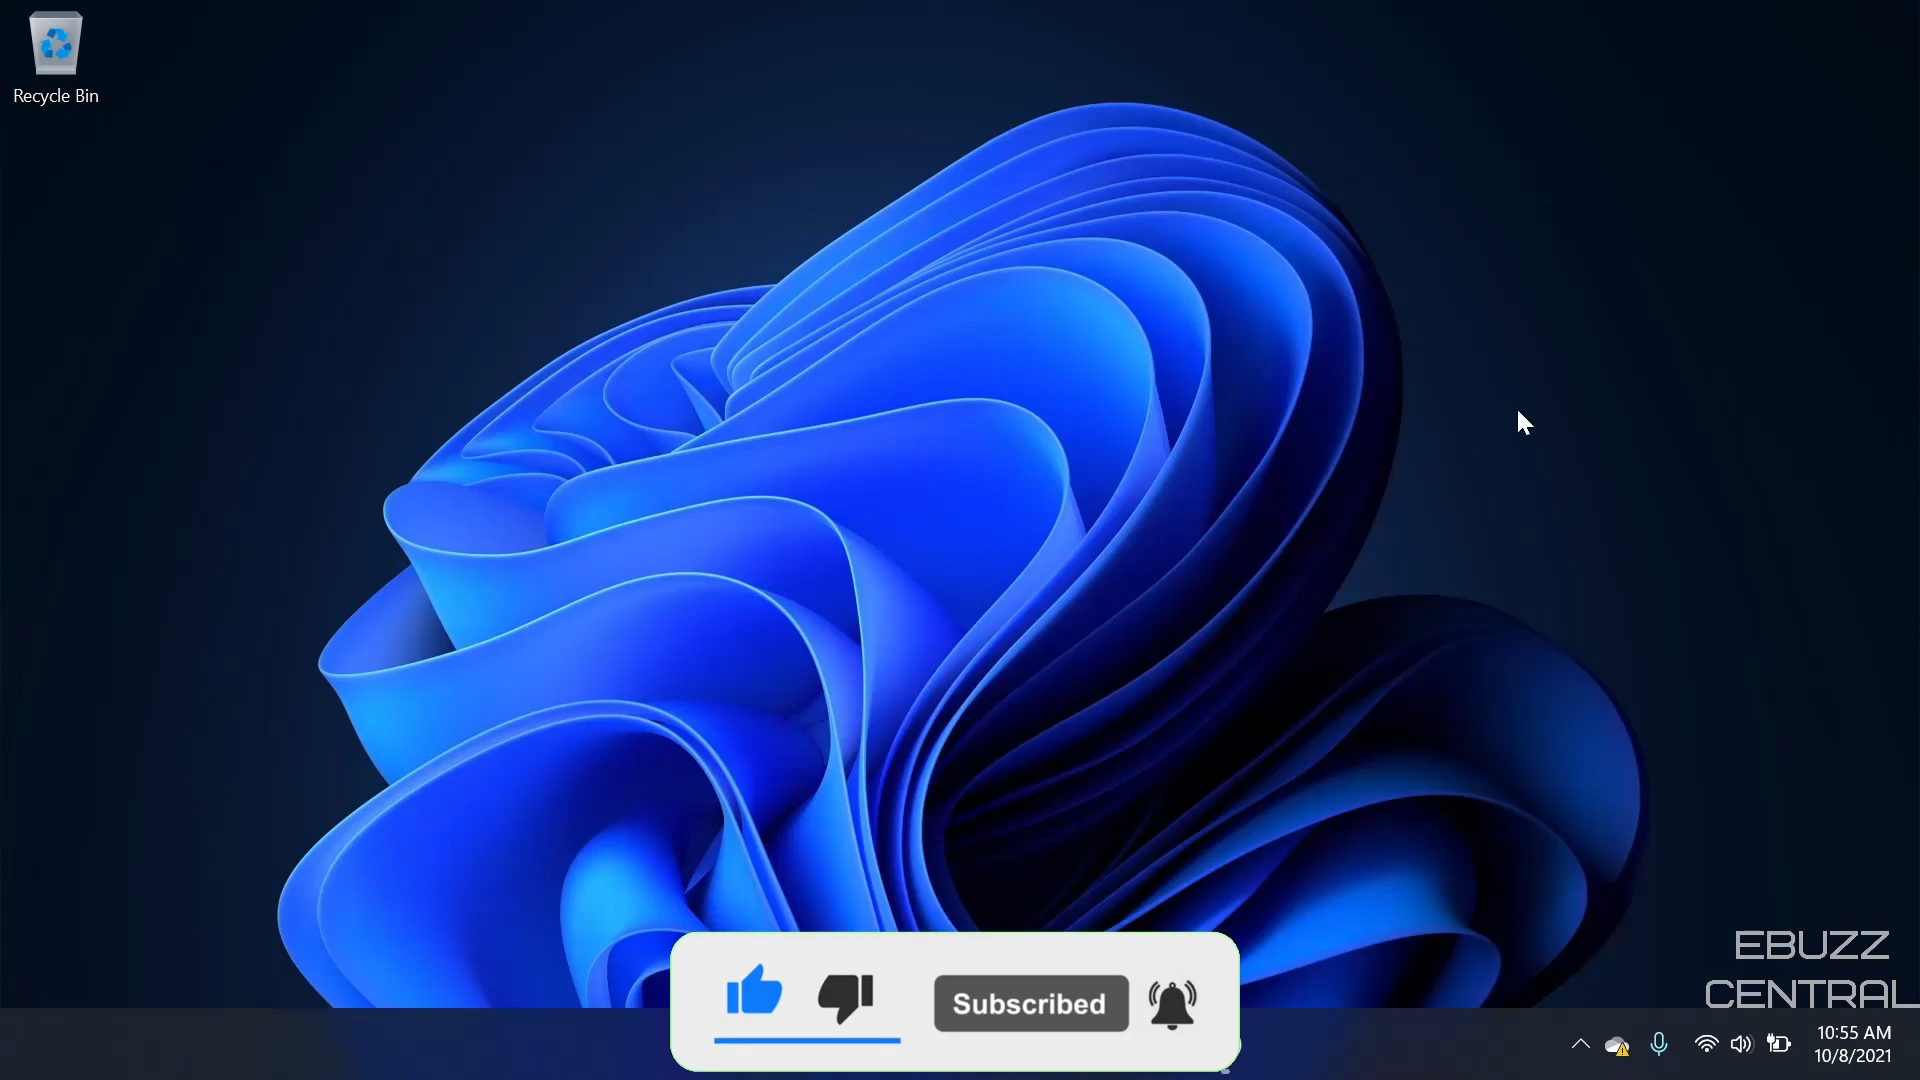 Recycle Bin
Subscribed
EBUZZ
CENTRAL
10:55 AM
10/8/2021